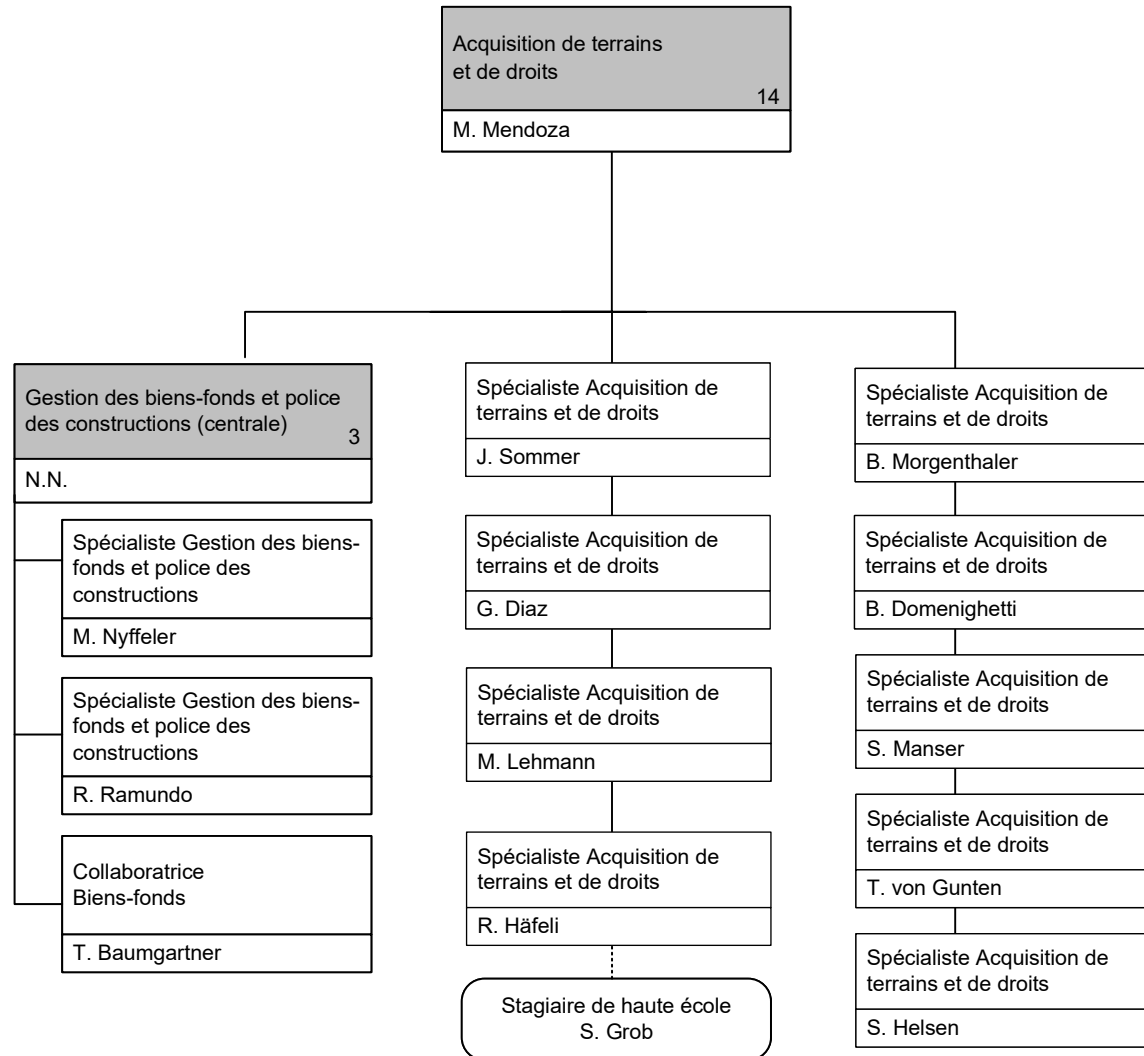 Acquisition de terrains
et de droits
14
M. Mendoza
Gestion des biens-fonds et police
des constructions (centrale)
3
N.N.
Spécialiste Gestion des biens-
fonds et police des
constructions
M. Nyffeler
Spécialiste Gestion des biens-
fonds et police des
constructions
R. Ramundo
Collaboratrice
Biens-fonds
T. Baumgartner
Spécialiste Acquisition de
terrains et de droits
J. Sommer
Spécialiste Acquisition de
terrains et de droits
G. Diaz
Spécialiste Acquisition de
terrains et de droits
M. Lehmann
Spécialiste Acquisition de
terrains et de droits
R. Häfeli
Stagiaire de haute école
S. Grob
Spécialiste Acquisition de
terrains et de droits
B. Morgenthaler
Spécialiste Acquisition de
terrains et de droits
B. Domenighetti
Spécialiste Acquisition de
terrains et de droits
S. Manser
Spécialiste Acquisition de
terrains et de droits
T. von Gunten
Spécialiste Acquisition de
terrains et de droits
S. Helsen